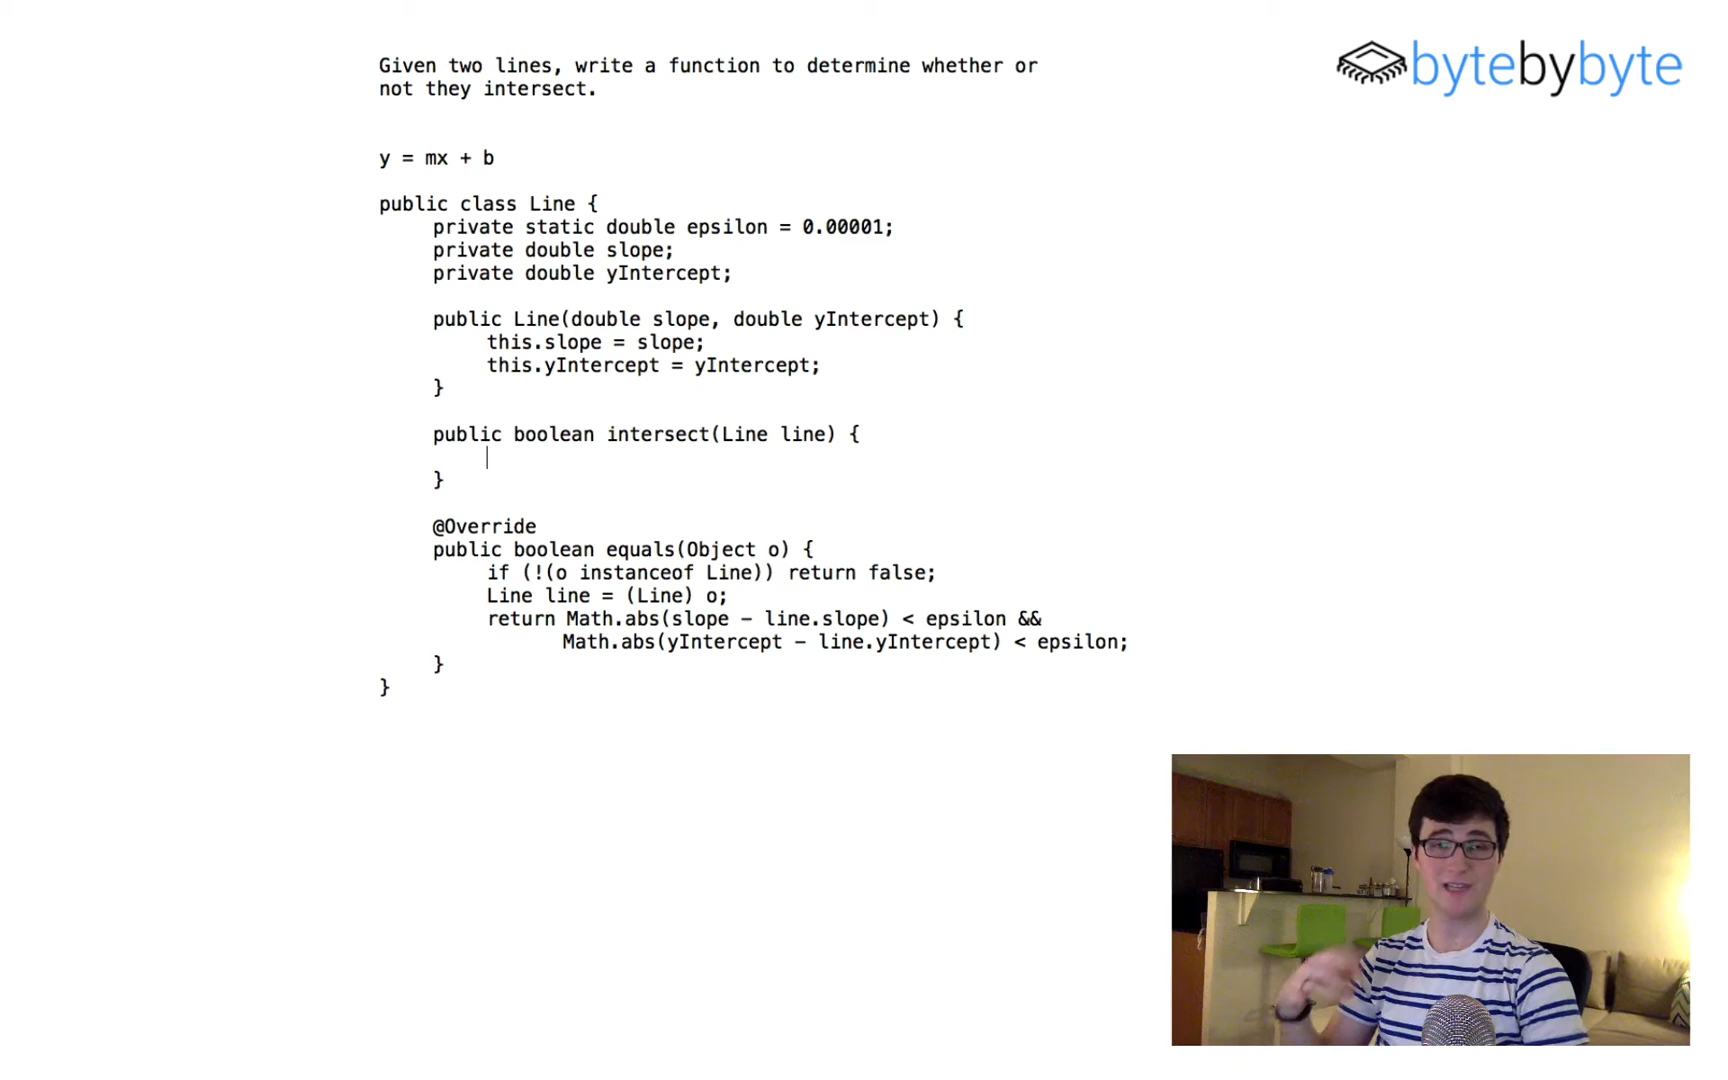 bytebybyte
Given two lines, write a function to determine whether or
not they intersect.
y = mx + b
public class Line {
private static double epsilon = 0.00001;
private double slope;
private double yIntercept;
public Line(double slope, double yIntercept) {
this.slope = slope;
this.yIntercept = yIntercept;
}
public boolean intersect(Line line) {
}
@Override
public boolean equals(Object o) {
if (!(o instanceof Line)) return false;
Line line = (Line) o;
return Math.abs(slope - line.slope) < epsilon &&
Math.abs(yIntercept - line.yIntercept) < epsilon;
}
}